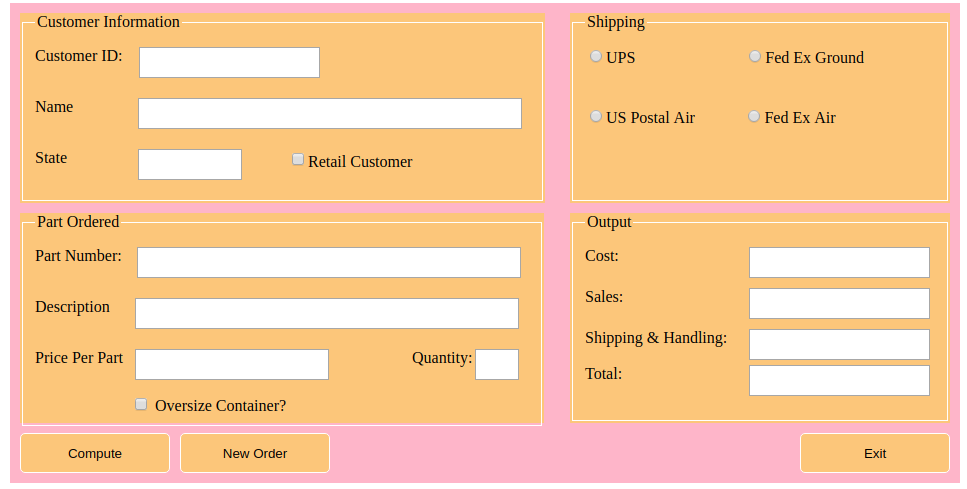 Customer Information
Customer ID:
Name
State
Retail Customer
Shipping
UPS
Fed Ex Ground
US Postal Air
Fed Ex Air
Part Ordered
Part Number:
Description
Price Per Part
Quantity:
Oversize Container?
Output
Cost:
Sales:
Shipping & Handling:
Total:
Compute
New Order
Exit